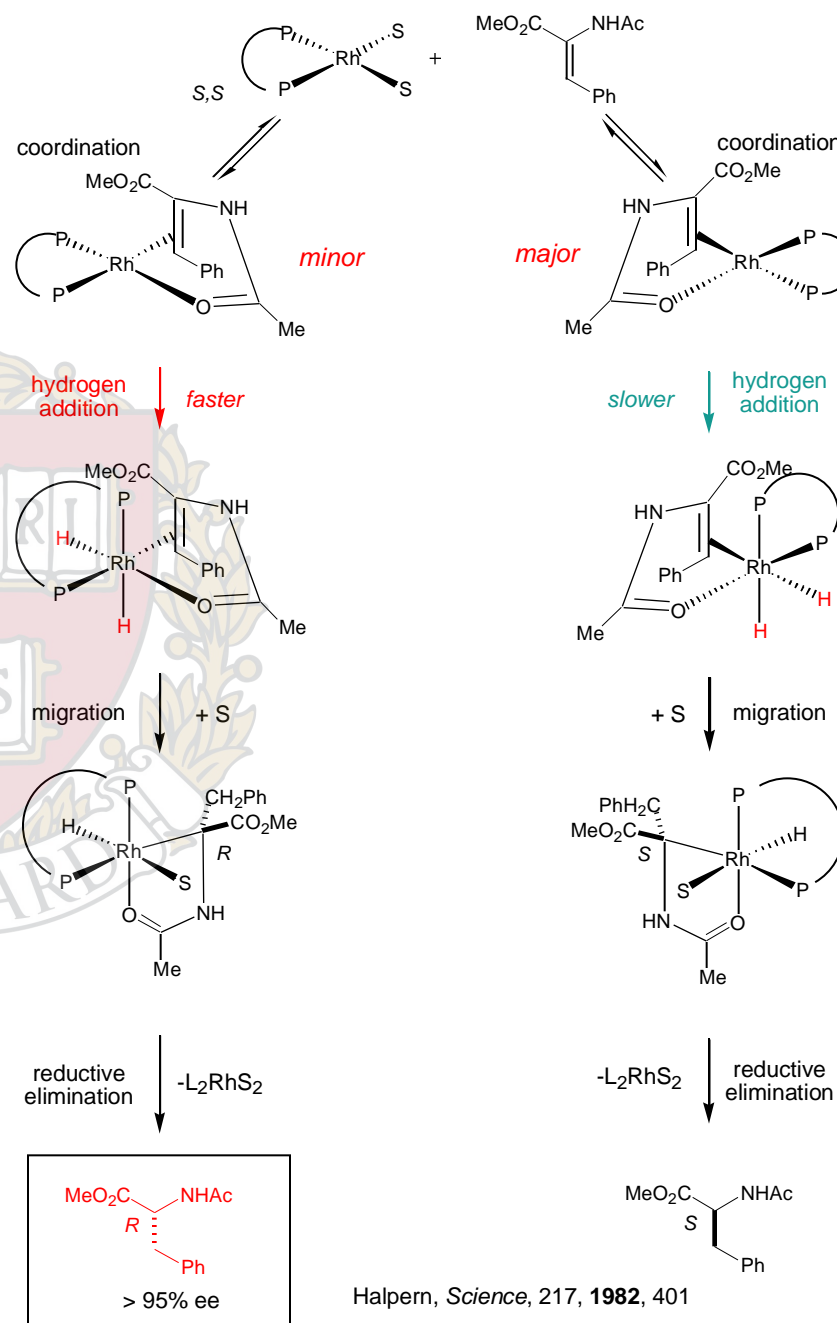 P
P
Rh
S
S
S,S
+
MeO2C
NHAc
Ph
coordination
coordination
MeO2C
NH
P
P
Rh
Ph
O
Me
minor
major
CO2Me
HN
Ph
Rh
P
P
O
Me
hydrogen
addition
faster
slower
hydrogen
addition
MeO2C
P
NH
H
Rh
Ph
P
O
H
Me
CO2Me
HN
P
P
Ph
Rh
O
H
H
Me
migration
+ S
+ S
migration
P
CH2Ph
H
CO2Me
Rh
R
P
S
O
NH
Me
PhH2C
P
MeO2C
H
S
Rh
S
P
HN
O
Me
reductive
elimination
-L2RhS2
-L2RhS2
reductive
elimination
MeO2C
NHAc
R
Ph
> 95% ee
MeO2C
NHAc
S
Ph
Halpern, Science, 217, 1982, 401
RI
S
ARD